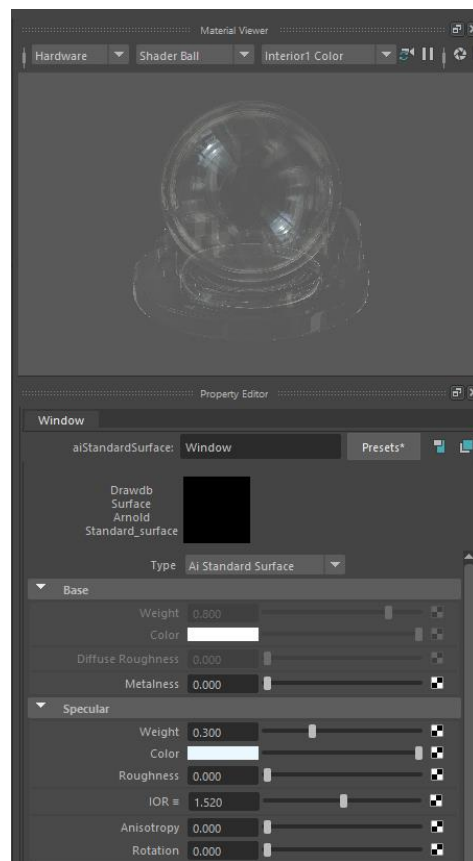 Material Viewer
Hardware Shader Ball Interior1 Color
Property Editor
Window
aiStandardSurface: Window Presets*
Drawdb
Surface
Arnold
Standard_surface
Type Ai Standard Surface
Base
Weight 0.800
Color
Diffuse Roughness 0.000
Metalness 0.000
Specular
Weight 0.300
Color
Roughness 0.000
IOR ≡ 1.520
Anisotropy 0.000
Rotation 0.000